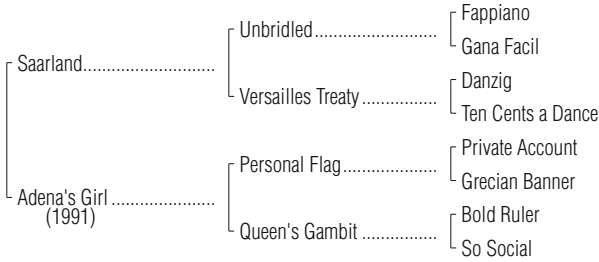 Fappiano
Unbridled
Gana Facil
Saarland
Danzig
Versailles Treaty
Ten Cents a Dance
Private Account
Personal Flag
Grecian Banner
Adena's Girl
(1991)
Bold Ruler
Queen's Gambit
So Social